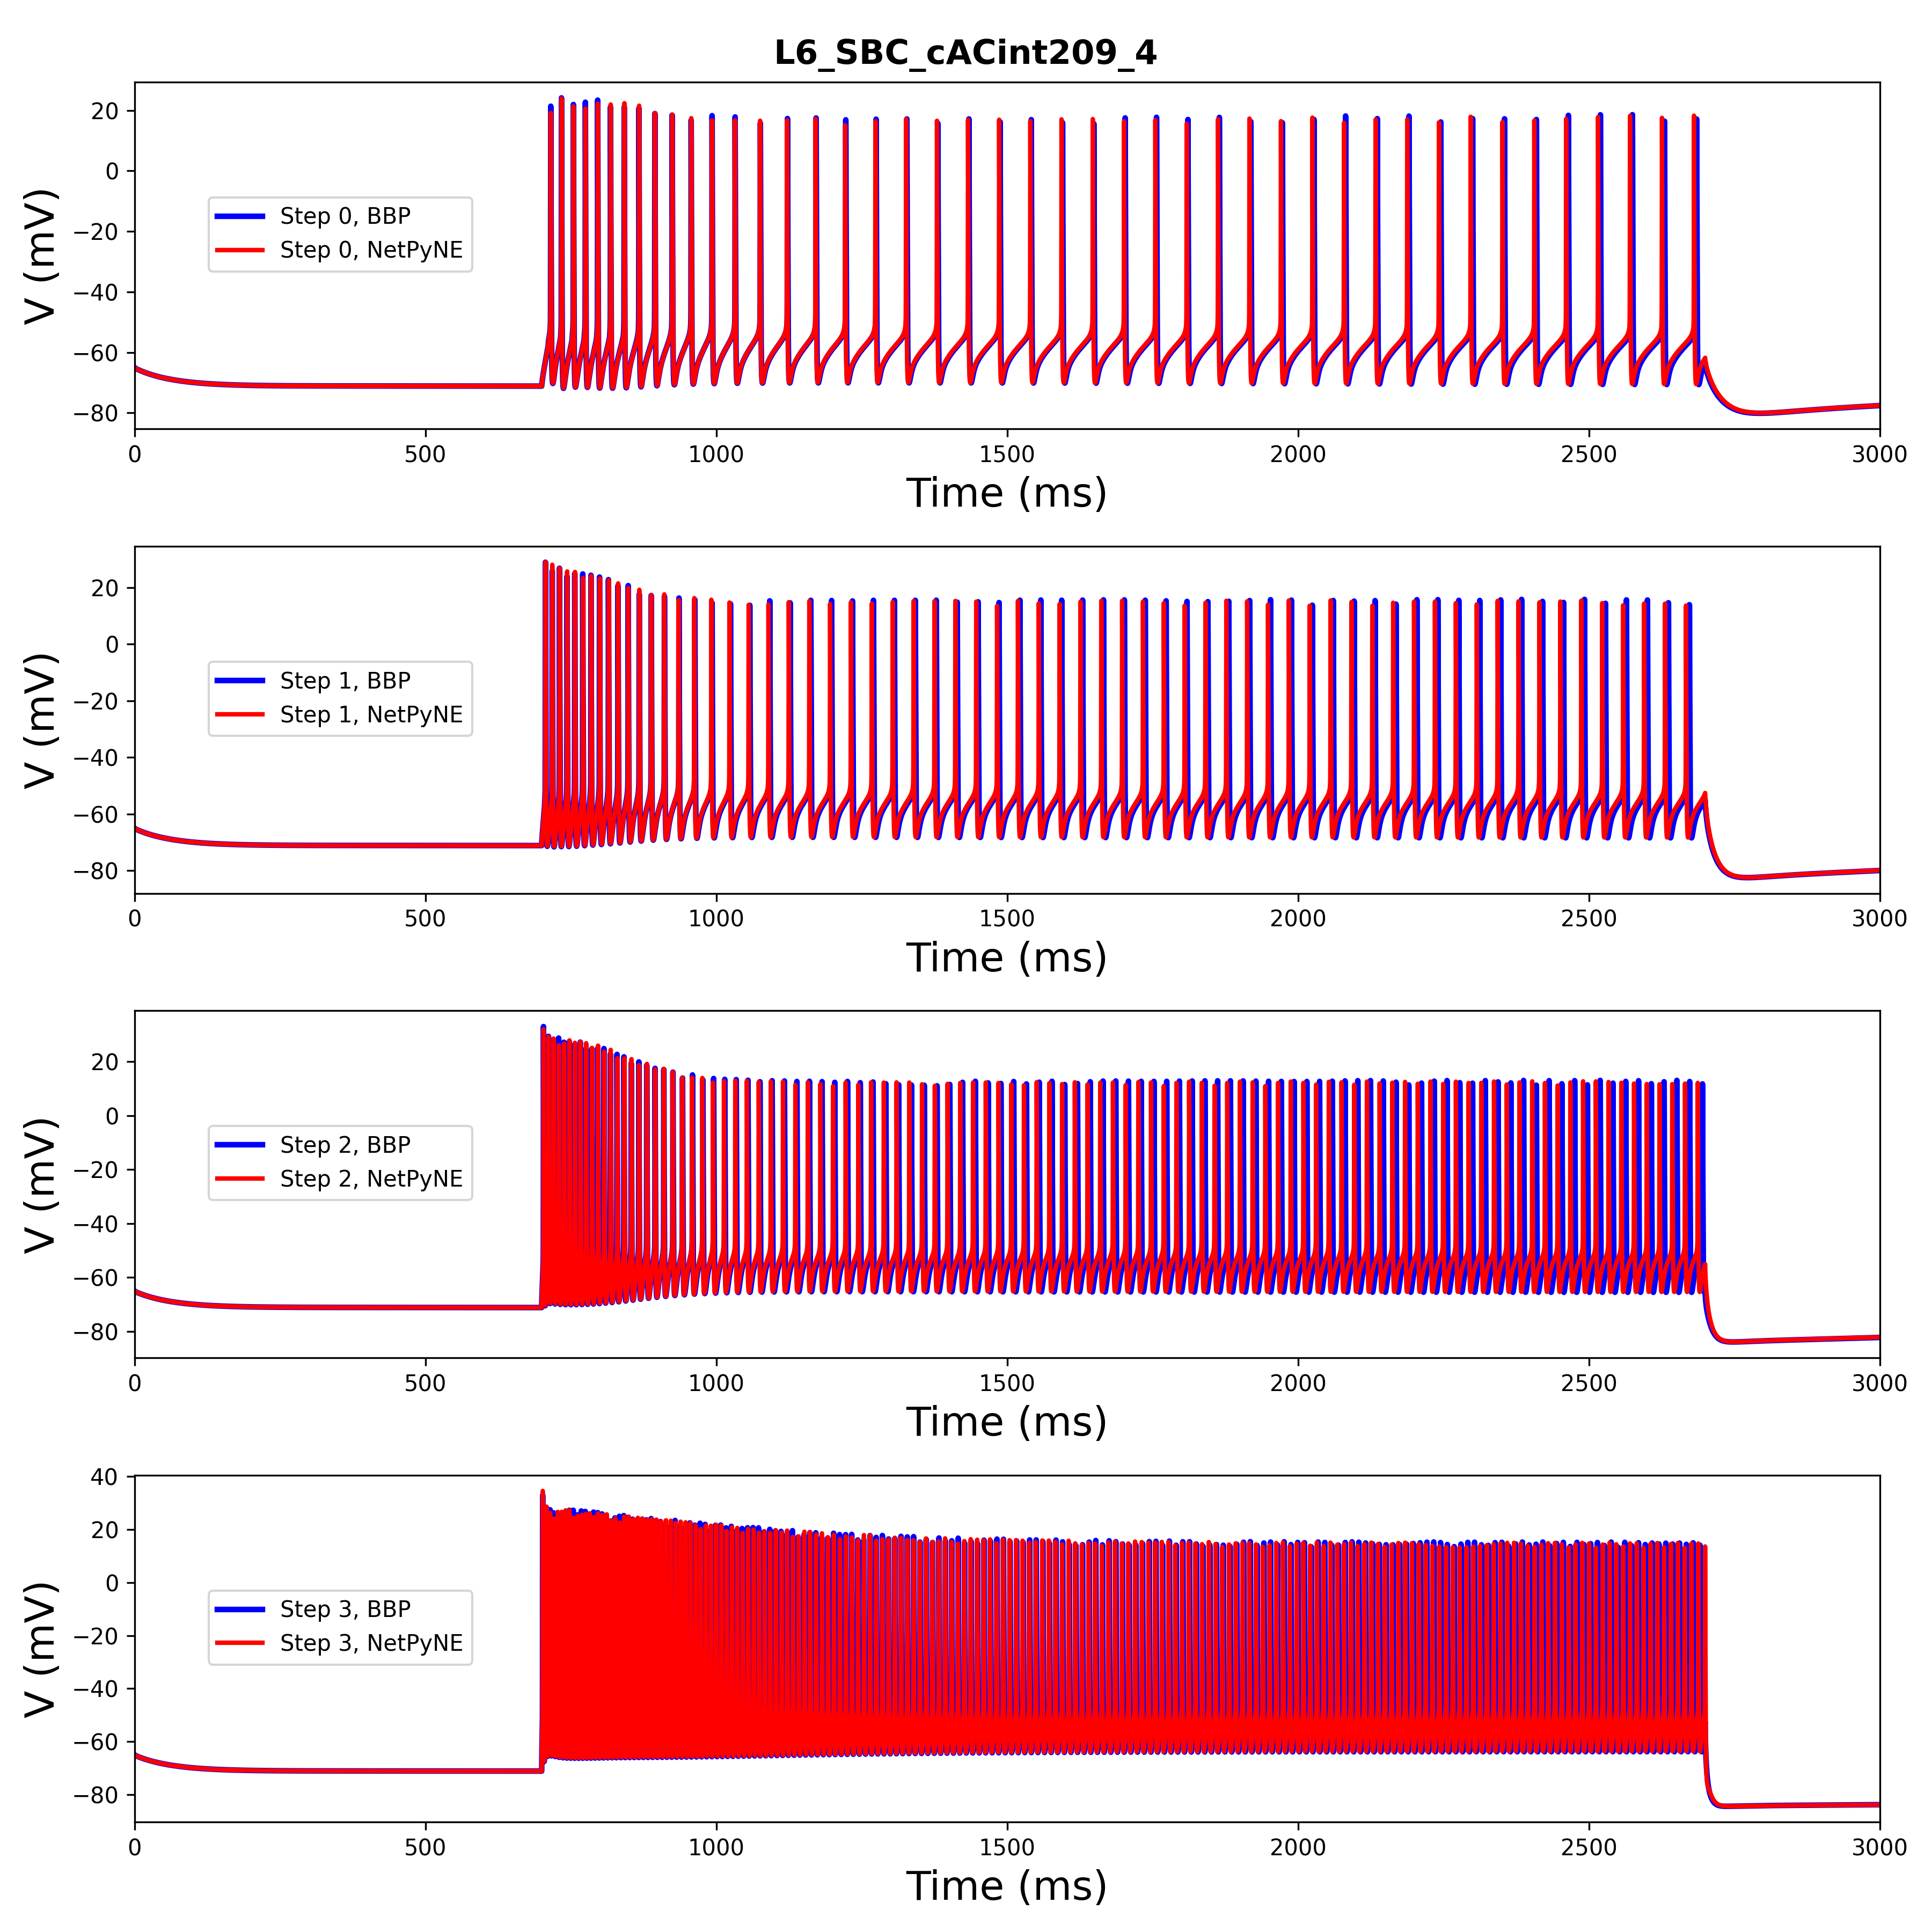 L6_SBC_cACint209_4
20
0
−20
−40
−60
−80
V (mV)
Step 0, BBP
Step 0, NetPyNE
0 500 1000 1500 2000 2500 3000
Time (ms)
20
0
−20
−40
−60
−80
V (mV)
Step 1, BBP
Step 1, NetPyNE
0 500 1000 1500 2000 2500 3000
Time (ms)
20
0
−20
−40
−60
−80
V (mV)
Step 2, BBP
Step 2, NetPyNE
0 500 1000 1500 2000 2500 3000
Time (ms)
40
20
0
−20
−40
−60
−80
V (mV)
Step 3, BBP
Step 3, NetPyNE
0 500 1000 1500 2000 2500 3000
Time (ms)